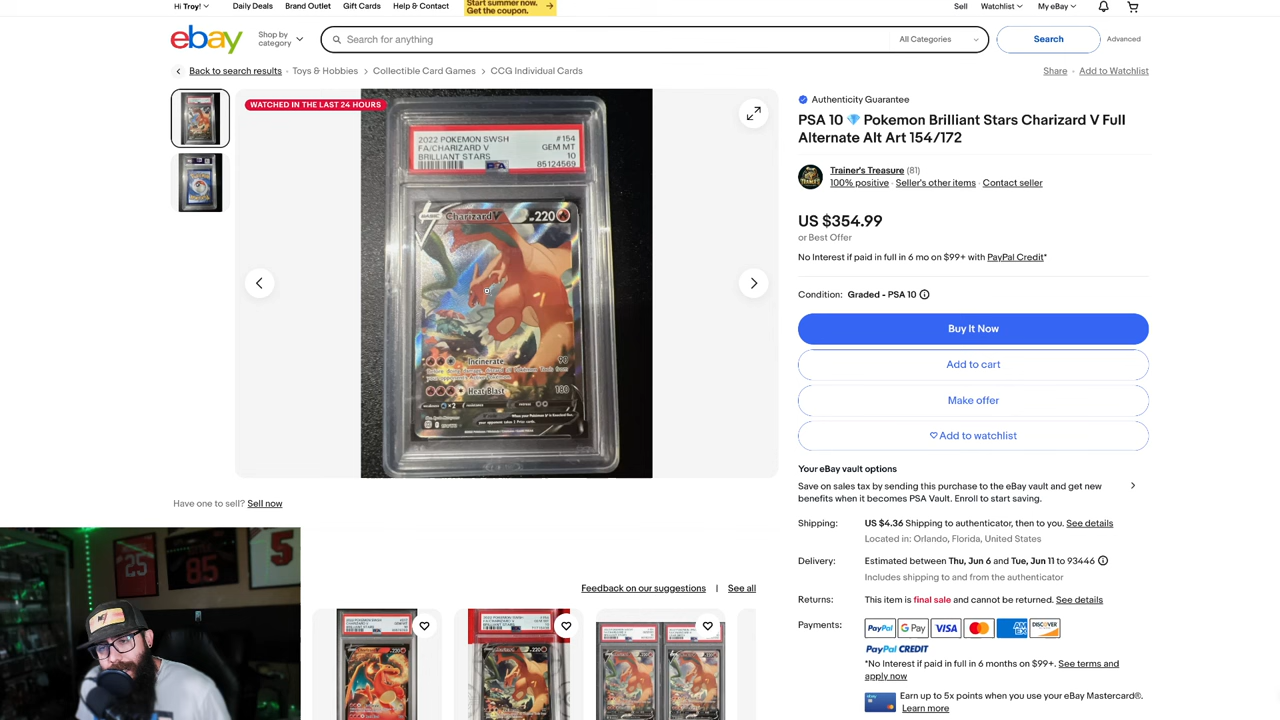 Hi Troy!
Daily Deals
Brand Outlet
Gift Cards
Help & Contact
Start summer now.
Get the coupon.
Sell
Watchlist
My eBay
ebay
Shop by
category
Search for anything
All Categories
Search
Advanced
Back to search results
Toys & Hobbies
Collectible Card Games
CCG Individual Cards
Share
Add to Watchlist
WATCHED IN THE LAST 24 HOURS
2022 POKEMON SWSH #154
FA/CHARIZARD V GEM MT
BRILLIANT STARS 10
PSA 85124569
BASIC Charizard V 220
Incinerate 90
Heat Blast 180
Authenticity Guarantee
PSA 10 💎 Pokemon Brilliant Stars Charizard V Full
Alternate Alt Art 154/172
Trainer's Treasure (81)
100% positive · Seller's other items · Contact seller
US $354.99
or Best Offer
No Interest if paid in full in 6 mo on $99+ with PayPal Credit*
Condition: Graded - PSA 10
Buy It Now
Add to cart
Make offer
Add to watchlist
Your eBay vault options
Save on sales tax by sending this purchase to the eBay vault and get new
benefits when it becomes PSA Vault. Enroll to start saving.
Shipping: US $4.36 Shipping to authenticator, then to you. See details
Located in: Orlando, Florida, United States
Delivery: Estimated between Thu, Jun 6 and Tue, Jun 11 to 93446
Includes shipping to and from the authenticator
Returns: This item is final sale and cannot be returned. See details
Payments: PayPal G Pay VISA AMEX DISCOVER
PayPal CREDIT
*No Interest if paid in full in 6 months on $99+. See terms and
apply now
Earn up to 5x points when you use your eBay Mastercard®.
Learn more
Have one to sell? Sell now
Feedback on our suggestions | See all
25
85
5